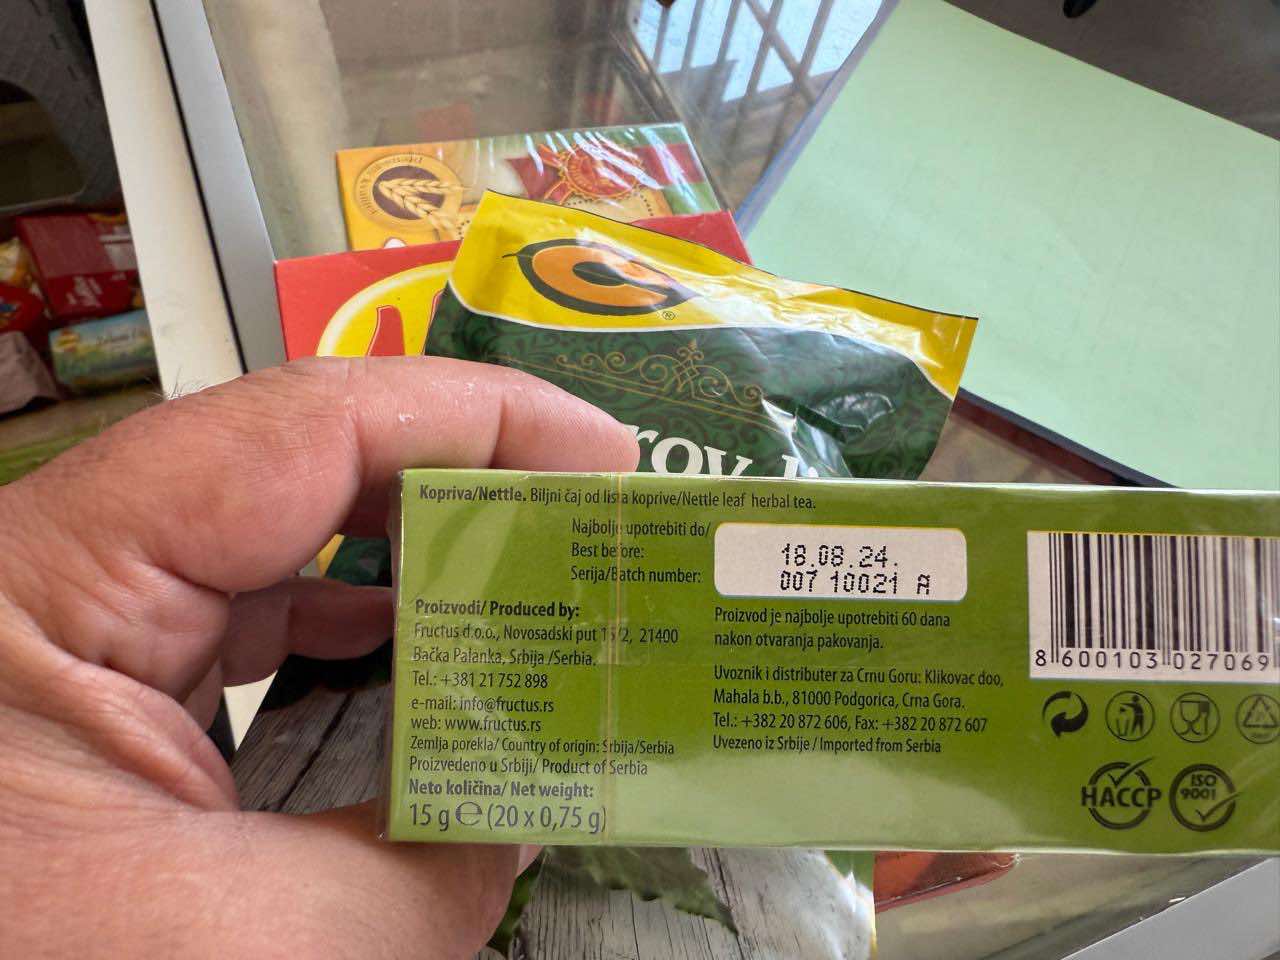 rov
Kopriva/Nettle. Biljni čaj od lista koprive/Nettle leaf herbal tea.
Najbolje upotrebiti do/
Best before:
Serija/Batch number:
18.08.24.
007 10021 A
Proizvodi/ Produced by:
Fructus d.o.o., Novosadski put 2, 21400
Bačka Palanka, Srbija /Serbia.
Tel.: +381 21 752 898
e-mail: info@fructus.rs
web: www.fructus.rs
Zemlja porekla/ Country of origin: Srbija/Serbia
Proizvedeno u Srbiji/ Product of Serbia
Neto količina/ Net weight:
15 g ℮ (20 x 0,75 g)
Proizvod je najbolje upotrebiti 60 dana
nakon otvaranja pakovanja.
Uvoznik i distributer za Crnu Goru: Klikovac doo,
Mahala b.b., 81000 Podgorica, Crna Gora.
Tel.: +382 20 872 606, Fax: +382 20 872 607
Uvezeno iz Srbije / Imported from Serbia
8 600103 027069
HACCP
ISO
9001